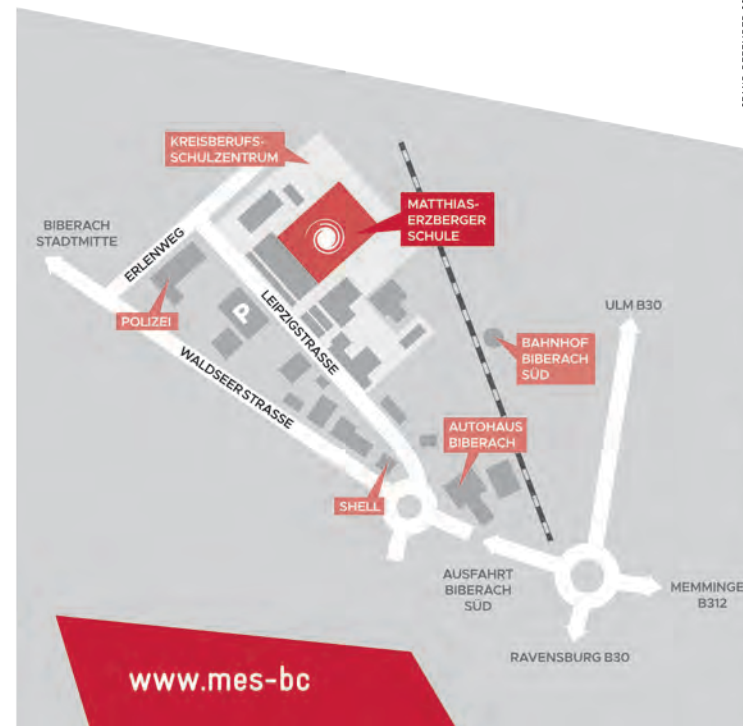 KREISBERUFS-
SCHULZENTRUM
MATTHIAS-
ERZBERGER
SCHULE
BIBERACH
STADTMITTE
ERLENWEG
POLIZEI
P
LEIPZIGSTRASSE
WALDSEER STRASSE
ULM B30
BAHNHOF
BIBERACH
SÜD
AUTOHAUS
BIBERACH
SHELL
AUSFAHRT
BIBERACH
SÜD
MEMMINGE
B312
RAVENSBURG B30
www.mes-bc